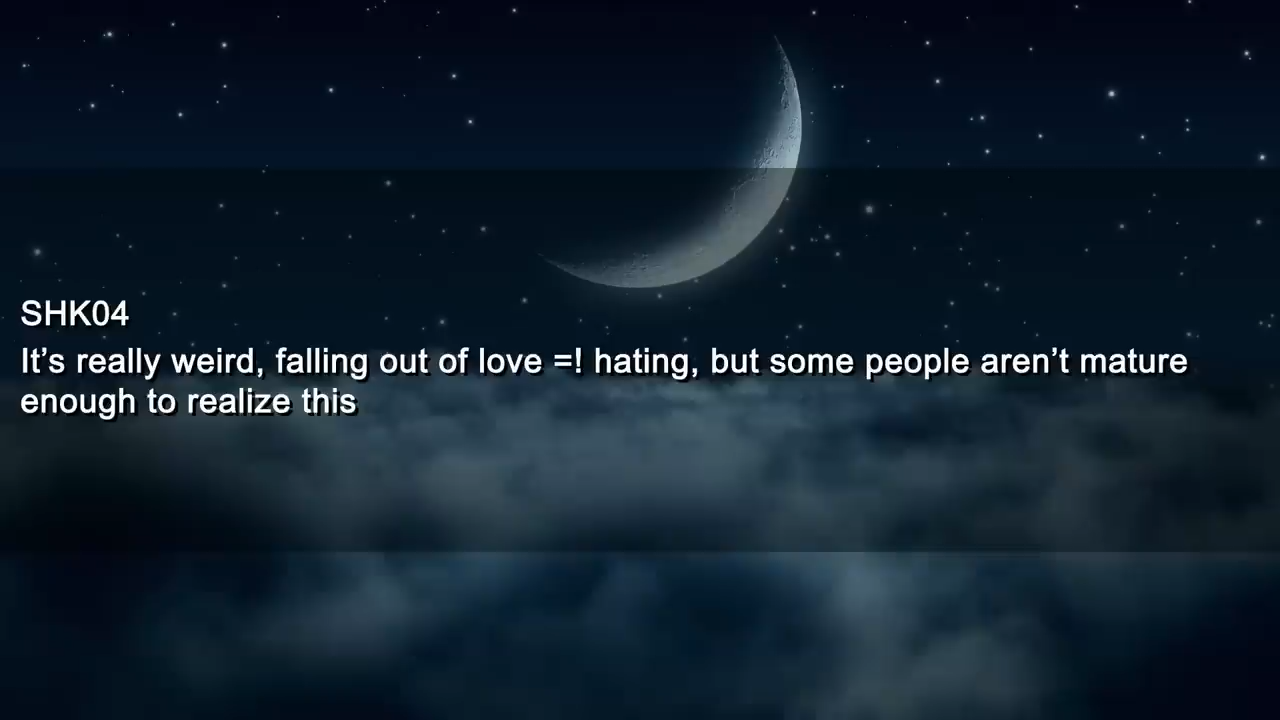 SHK04
It’s really weird, falling out of love =! hating, but some people aren’t mature
enough to realize this